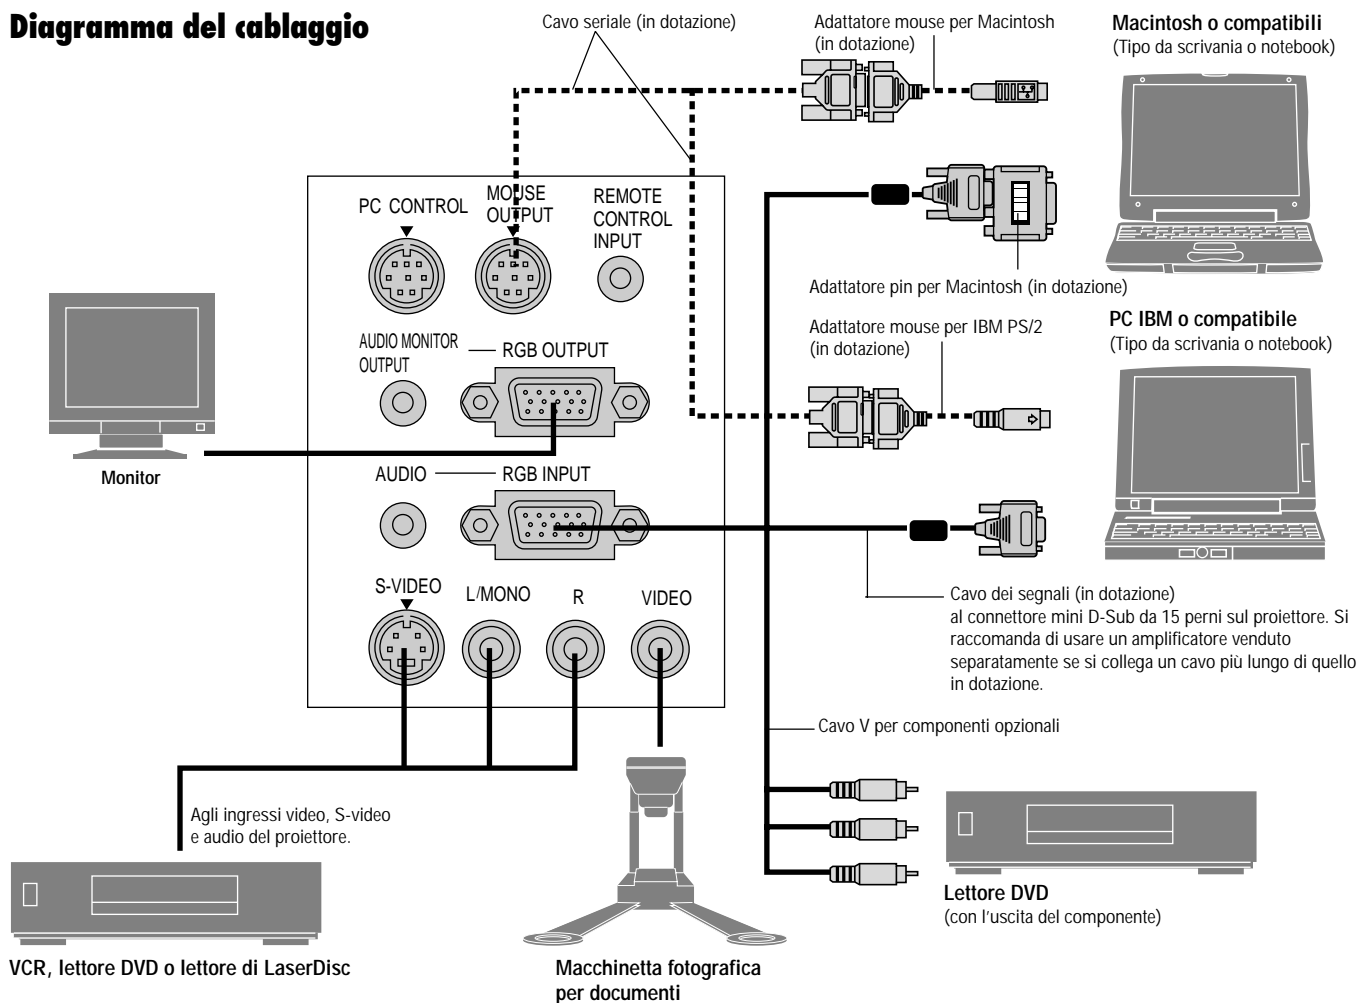 Diagramma del cablaggio
Cavo seriale (in dotazione)
Adattatore mouse per Macintosh
(in dotazione)
Macintosh o compatibili
(Tipo da scrivania o notebook)
PC CONTROL
MOUSE
OUTPUT
REMOTE
CONTROL
INPUT
Adattatore pin per Macintosh (in dotazione)
Adattatore mouse per IBM PS/2
(in dotazione)
PC IBM o compatibile
(Tipo da scrivania o notebook)
AUDIO MONITOR
OUTPUT
RGB OUTPUT
Monitor
AUDIO
RGB INPUT
S-VIDEO
L/MONO
R
VIDEO
Cavo dei segnali (in dotazione)
al connettore mini D-Sub da 15 perni sul proiettore. Si
raccomanda di usare un amplificatore venduto
separatamente se si collega un cavo più lungo di quello
in dotazione.
Cavo V per componenti opzionali
Agli ingressi video, S-video
e audio del proiettore.
Lettore DVD
(con l'uscita del componente)
VCR, lettore DVD o lettore di LaserDisc
Macchinetta fotografica
per documenti